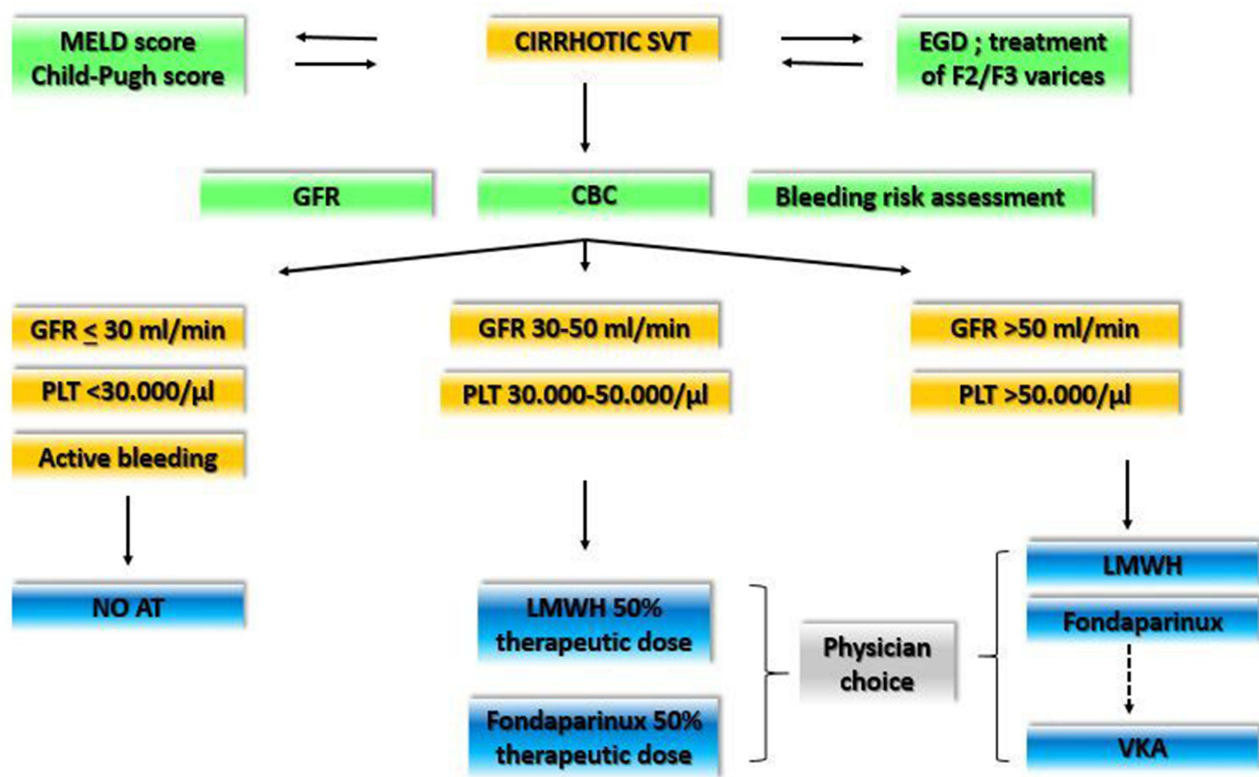 MELD score
Child-Pugh score
CIRRHOTIC SVT
EGD ; treatment
of F2/F3 varices
GFR
CBC
Bleeding risk assessment
GFR ≤ 30 ml/min
PLT <30.000/µl
Active bleeding
NO AT
GFR 30-50 ml/min
PLT 30.000-50.000/µl
LMWH 50%
therapeutic dose
Fondaparinux 50%
therapeutic dose
Physician
choice
GFR >50 ml/min
PLT >50.000/µl
LMWH
Fondaparinux
VKA